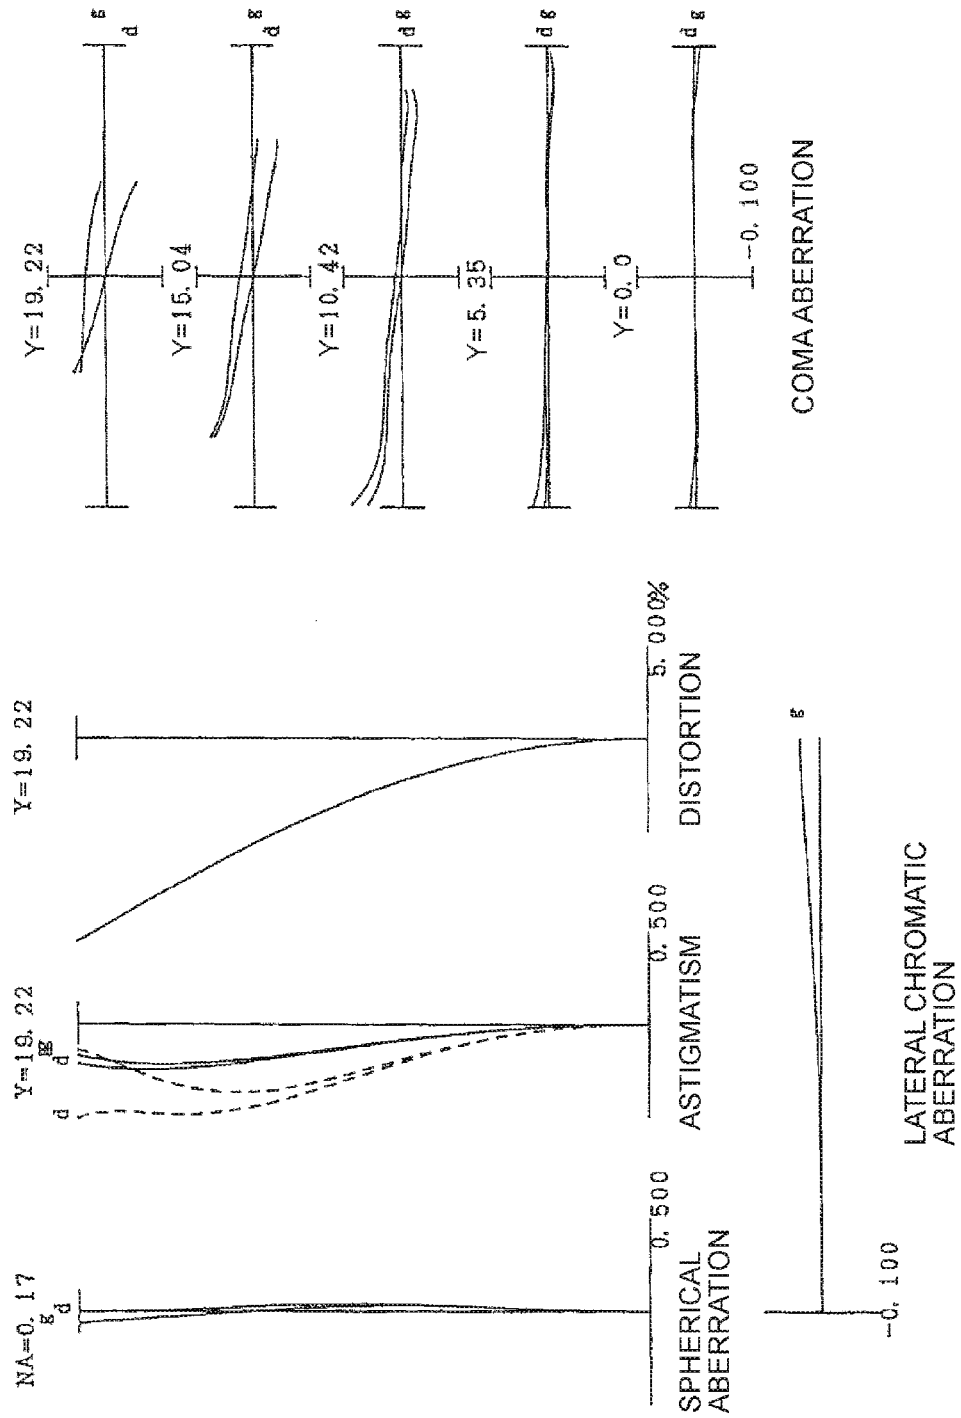 NA=0. 17
g
d
0. 500
SPHERICAL
ABERRATION
Y=19. 22
g
d
d
0. 500
ASTIGMATISM
Y=19. 22
5. 000%
DISTORTION
Y=19. 22
g
d
Y=15. 04
g
d
Y=10. 42
g
d
Y=5. 35
g
d
Y=0. 0
g
d
-0. 100
COMA ABERRATION
g
-0. 100
LATERAL CHROMATIC
ABERRATION